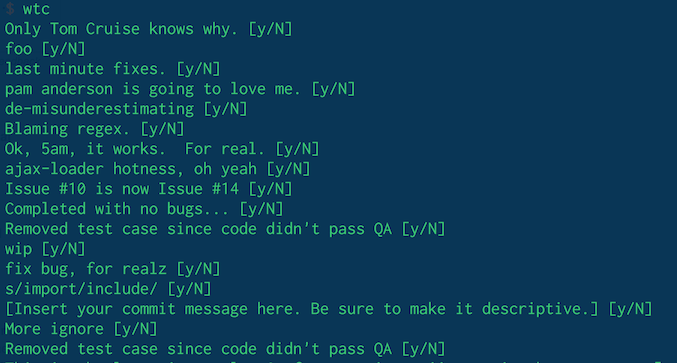 $ wtc
Only Tom Cruise knows why. [y/N]
foo [y/N]
last minute fixes. [y/N]
pam anderson is going to love me. [y/N]
de-misunderestimating [y/N]
Blaming regex. [y/N]
Ok, 5am, it works.  For real. [y/N]
ajax-loader hotness, oh yeah [y/N]
Issue #10 is now Issue #14 [y/N]
Completed with no bugs... [y/N]
Removed test case since code didn't pass QA [y/N]
wip [y/N]
fix bug, for realz [y/N]
s/import/include/ [y/N]
[Insert your commit message here. Be sure to make it descriptive.] [y/N]
More ignore [y/N]
Removed test case since code didn't pass QA [y/N]